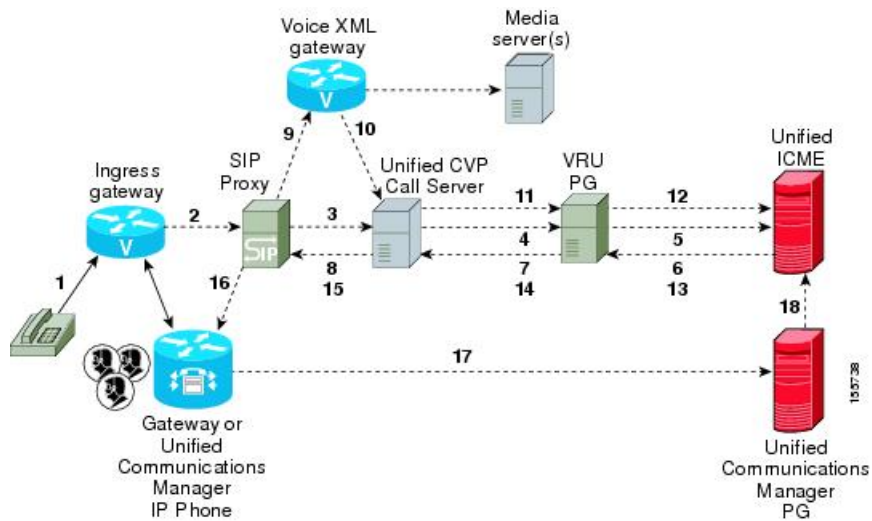 Voice XML
gateway
Media
server(s)
9
10
Ingress
gateway
SIP
Proxy
Unified CVP
Call Server
VRU
PG
Unified
ICME
2
3
11
12
V
V
SIP
4
5
1
16
8
15
7
14
6
13
18
17
155738
Gateway or
Unified
Communications
Manager
IP Phone
Unified
Communications
Manager
PG